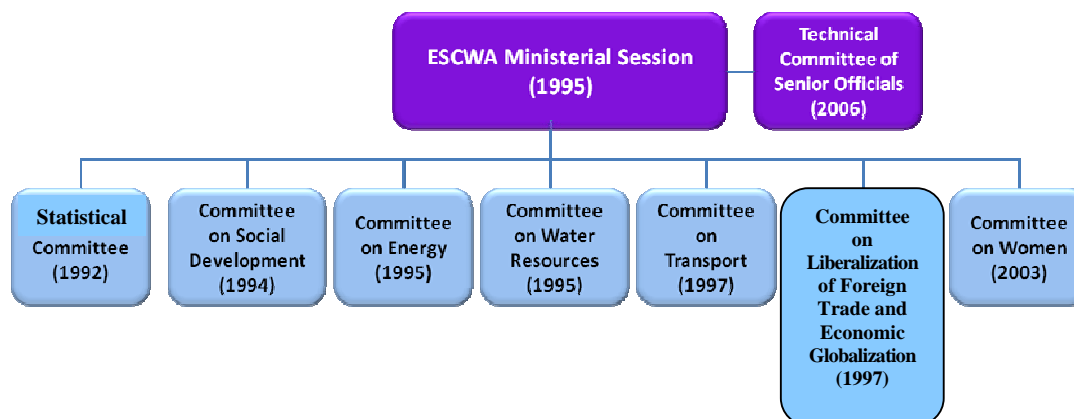 ESCWA Ministerial Session
(1995)
Technical
Committee of
Senior Officials
(2006)
Statistical
Committee
(1992)
Committee
on Social
Development
(1994)
Committee
on Energy
(1995)
Committee
on Water
Resources
(1995)
Committee
on
Transport
(1997)
Committee
on
Liberalization
of Foreign
Trade and
Economic
Globalization
(1997)
Committee
on Women
(2003)